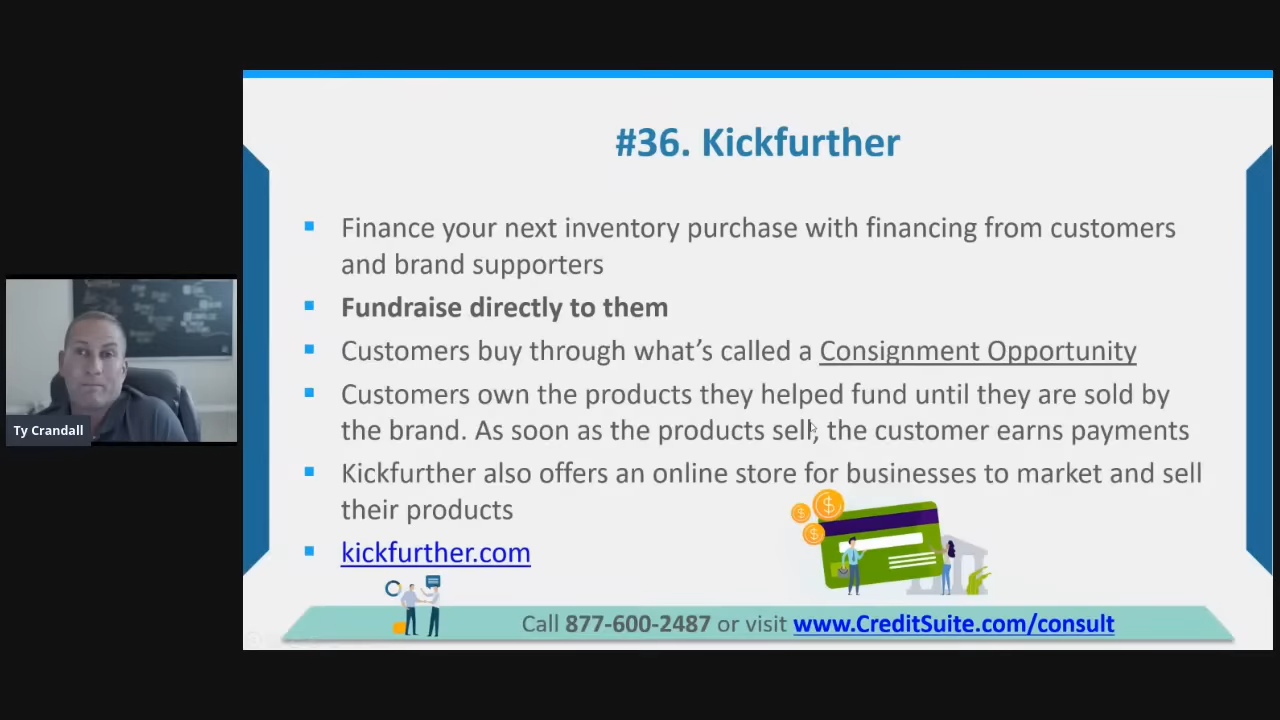 #36. Kickfurther
Finance your next inventory purchase with financing from customers
and brand supporters
Fundraise directly to them
Customers buy through what’s called a Consignment Opportunity
Customers own the products they helped fund until they are sold by
the brand. As soon as the products sell, the customer earns payments
Kickfurther also offers an online store for businesses to market and sell
their products
kickfurther.com
Call 877-600-2487 or visit www.CreditSuite.com/consult
Ty Crandall